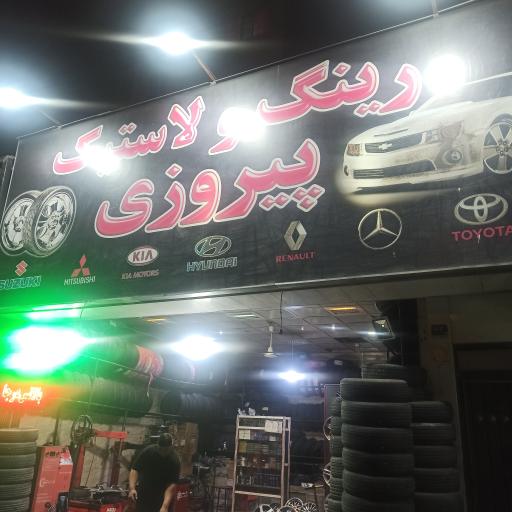 رینگ و لاستیک
پیروزی
SUZUKI
MITSUBISHI
KIA
KIA MOTORS
HYUNDAI
RENAULT
TOYOTA